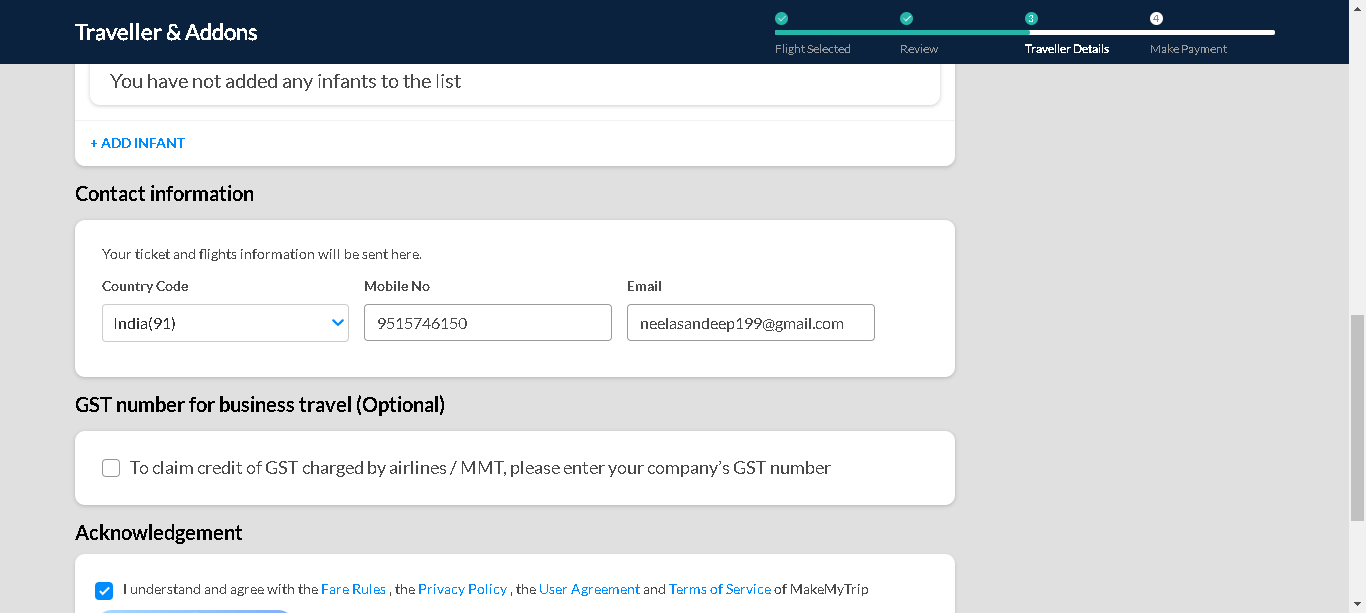 Traveller & Addons
3
4
Flight Selected
Review
Traveller Details
Make Payment
You have not added any infants to the list
+ ADD INFANT
Contact information
Your ticket and flights information will be sent here.
Country Code
Mobile No
Email
India(91)
9515746150
neelasandeep199@gmail.com
GST number for business travel (Optional)
To claim credit of GST charged by airlines / MMT, please enter your company’s GST number
Acknowledgement
I understand and agree with the Fare Rules , the Privacy Policy , the User Agreement and Terms of Service of MakeMyTrip